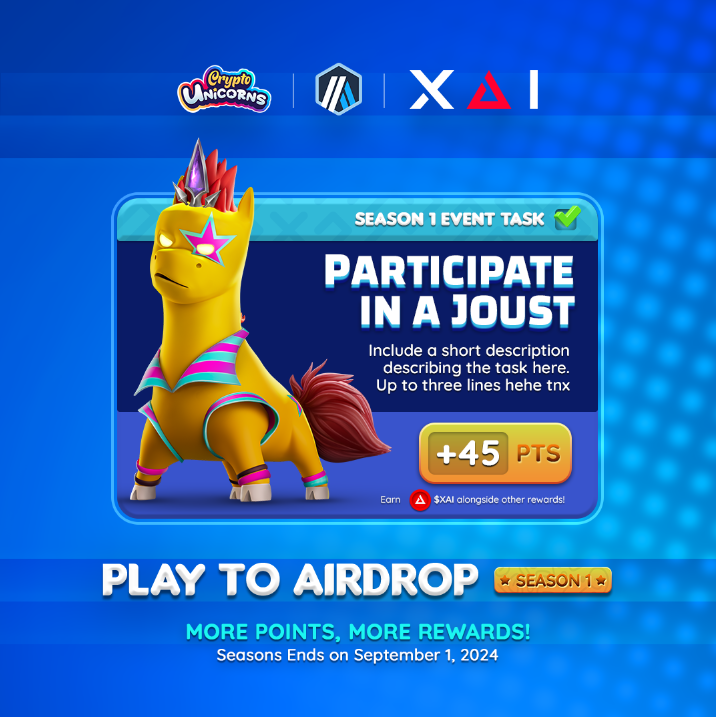 Crypto
Unicorns
XAI
SEASON 1 EVENT TASK
PARTICIPATE
IN A JOUST
Include a short description
describing the task here.
Up to three lines hehe tnx
+45 PTS
Earn $XAI alongside other rewards!
PLAY TO AIRDROP ★ SEASON 1 ★
MORE POINTS, MORE REWARDS!
Seasons Ends on September 1, 2024